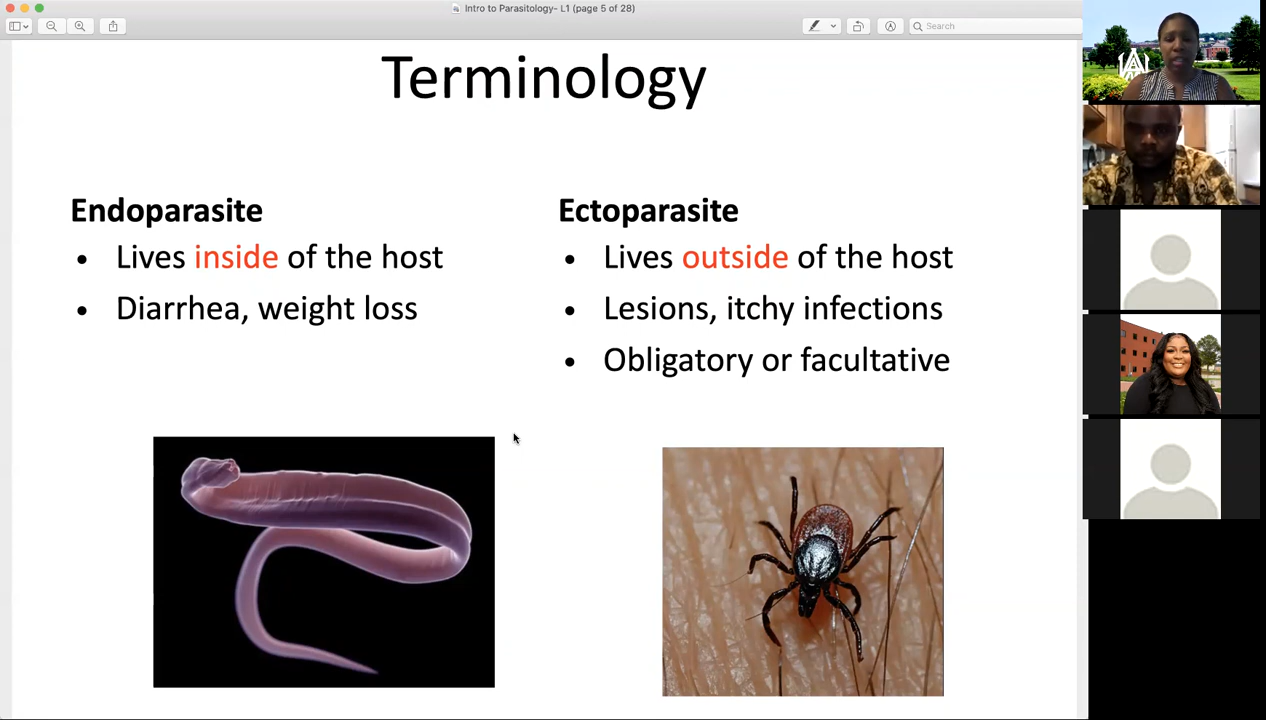 Intro to Parasitology- L1 (page 5 of 28)
Search
Terminology
Endoparasite
• Lives inside of the host
• Diarrhea, weight loss
Ectoparasite
• Lives outside of the host
• Lesions, itchy infections
• Obligatory or facultative